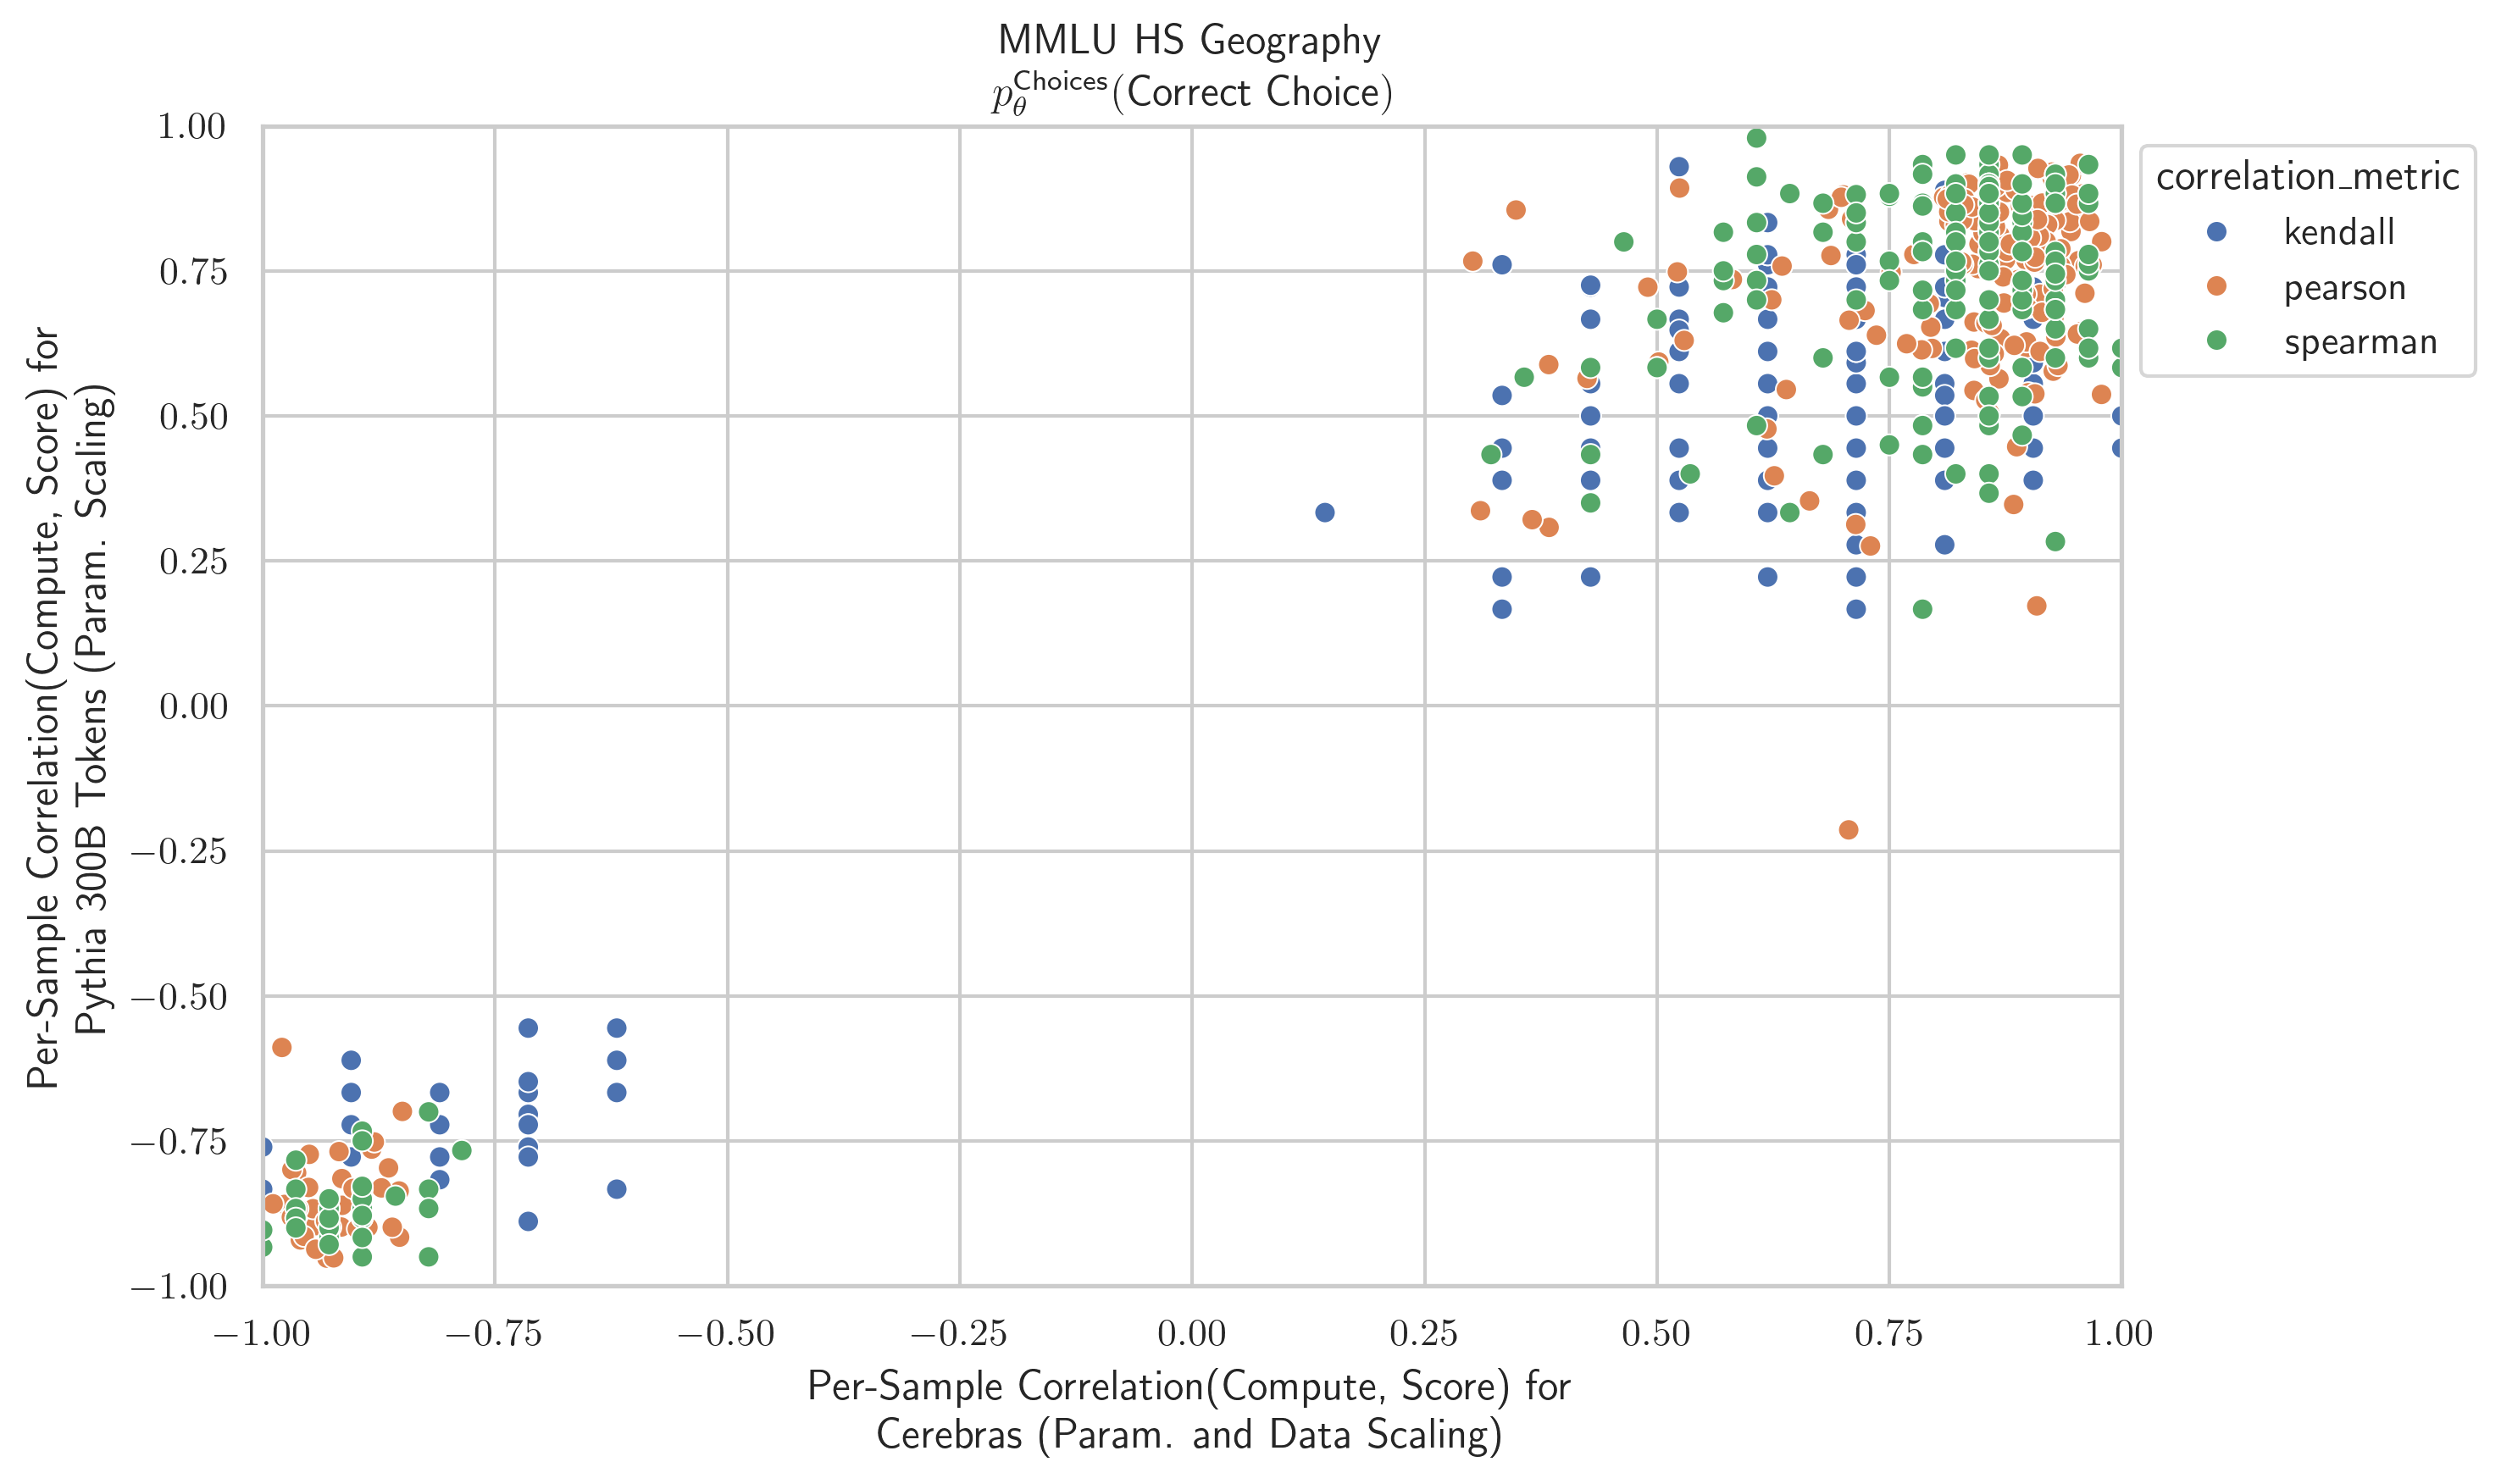 MMLU HS Geography
p_θ^Choices(Correct Choice)
1.00
0.75
0.50
0.25
0.00
−0.25
−0.50
−0.75
−1.00
Per-Sample Correlation(Compute, Score) for
Pythia 300B Tokens (Param. Scaling)
−1.00
−0.75
−0.50
−0.25
0.00
0.25
0.50
0.75
1.00
Per-Sample Correlation(Compute, Score) for
Cerebras (Param. and Data Scaling)
correlation_metric
kendall
pearson
spearman